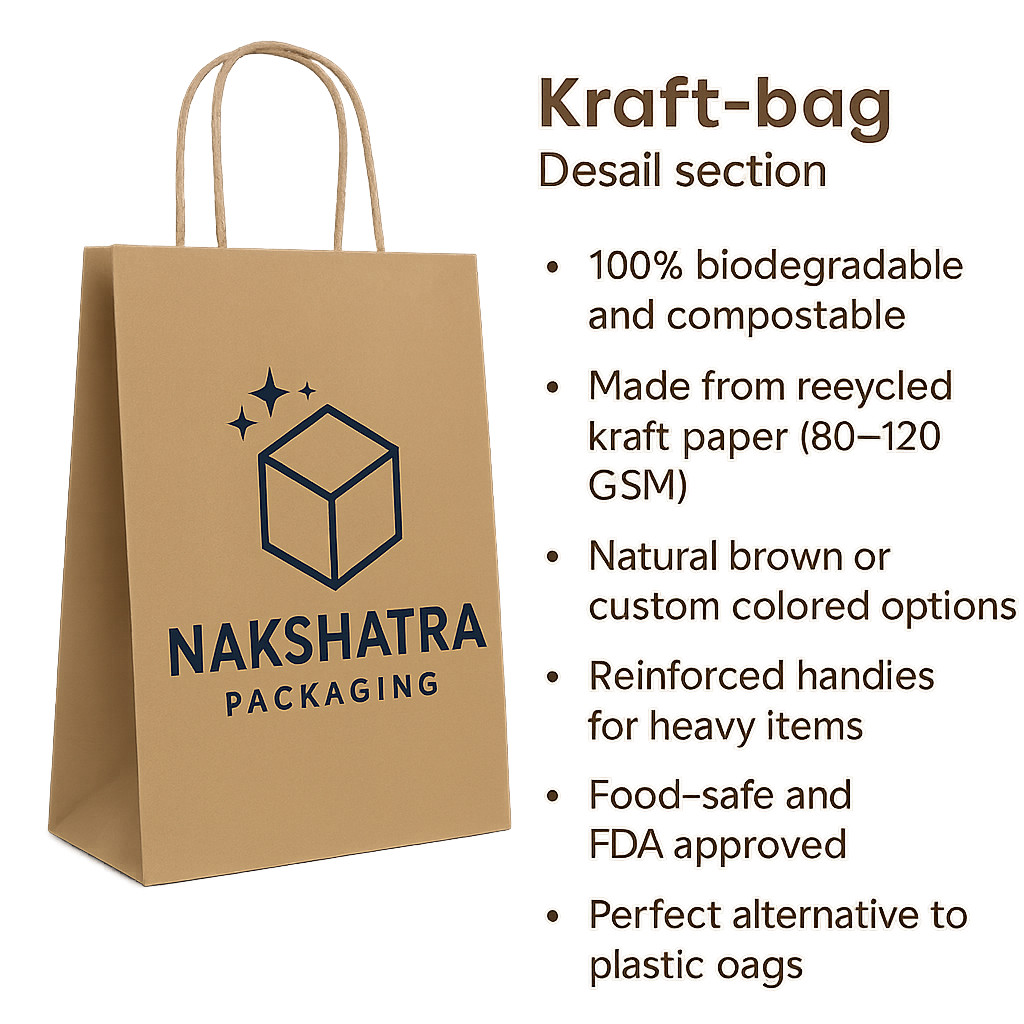 NAKSHATRA
PACKAGING
Kraft-bag
Desail section
• 100% biodegradable
and compostable
• Made from reeycled
kraft paper (80–120
GSM)
• Natural brown or
custom colored options
• Reinforced handies
for heavy items
• Food–safe and
FDA approved
• Perfect alternative to
plastic oags